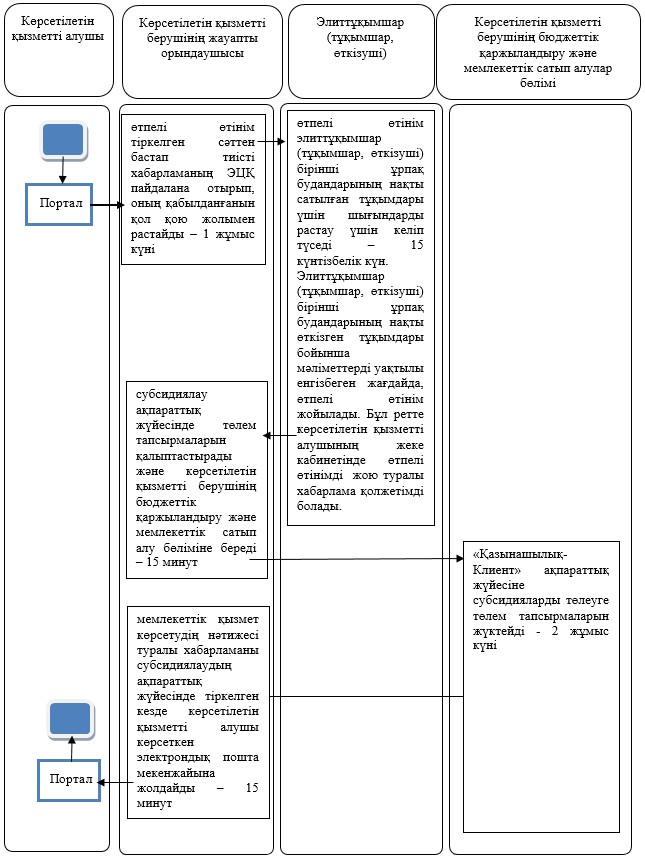 Көрсетілетін
қызметті алушы
Көрсетілетін қызметті
берушінің жауапты
орындаушысы
Элиттұқымшар
(тұқымшар,
өткізуші)
Көрсетілетін қызметті
берушінің бюджеттік
қаржыландыру және
мемлекеттік сатып алулар
бөлімі
Портал
өтпелі өтінім
тіркелген сәттен
бастап тиісті
хабарламаның ЭЦҚ
пайдалана отырып,
оның қабылданғанын
қол қою жолымен
растайды – 1 жұмыс
күні
өтпелі өтінім
элиттұқымшар
(тұқымшар, өткізуші)
бірінші ұрпақ
будандарының нақты
сатылған тұқымдары
үшін шығындарды
растау үшін келіп
түседі – 15
күнтізбелік күн.
Элиттұқымшар
(тұқымшар, өткізуші)
бірінші ұрпақ
будандарының нақты
өткізген тұқымдары
бойынша
мәліметтерді уақтылы
енгізбеген жағдайда,
өтпелі өтінім
жойылады. Бұл ретте
көрсетілетін қызметті
алушының жеке
кабинетінде өтпелі
өтінімді жою туралы
хабарлама қолжетімді
болады.
субсидиялау
ақпараттық
жүйесінде төлем
тапсырмаларын
қалыптастырады
және көрсетілетін
қызметті берушінің
бюджеттік
қаржыландыру және
мемлекеттік сатып
алу бөліміне береді
– 15 минут
«Қазынашылық-
Клиент» ақпараттық
жүйесіне
субсидияларды төлеуге
төлем тапсырмаларын
жүктейді - 2 жұмыс
күні
мемлекеттік қызмет
көрсетудің нәтижесі
туралы хабарламаны
субсидиялаудың
ақпараттық
жүйесінде тіркелген
кезде көрсетілетін
қызметті алушы
көрсеткен
электрондық пошта
мекенжайына
жолдайды – 15
минут
Портал